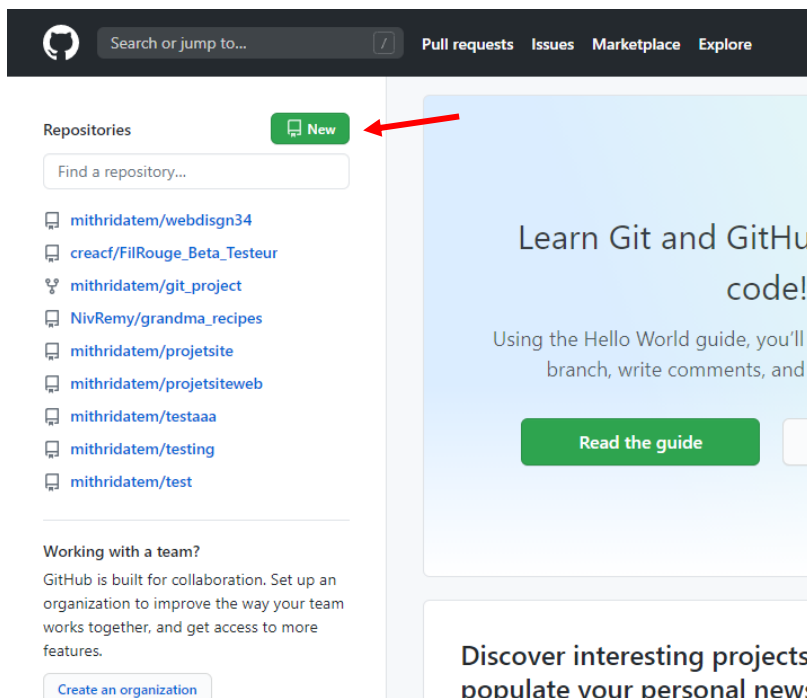 Search or jump to...
/
Pull requests Issues Marketplace Explore
Repositories
New
Find a repository...
mithridatem/webdisgn34
creacf/FilRouge_Beta_Testeur
mithridatem/git_project
NivRemy/grandma_recipes
mithridatem/projetsite
mithridatem/projetsiteweb
mithridatem/testaaa
mithridatem/testing
mithridatem/test
Working with a team?
GitHub is built for collaboration. Set up an
organization to improve the way your team
works together, and get access to more
features.
Create an organization
Learn Git and GitHu
code!
Using the Hello World guide, you'll
branch, write comments, and
Read the guide
Discover interesting projects
populate your personal news